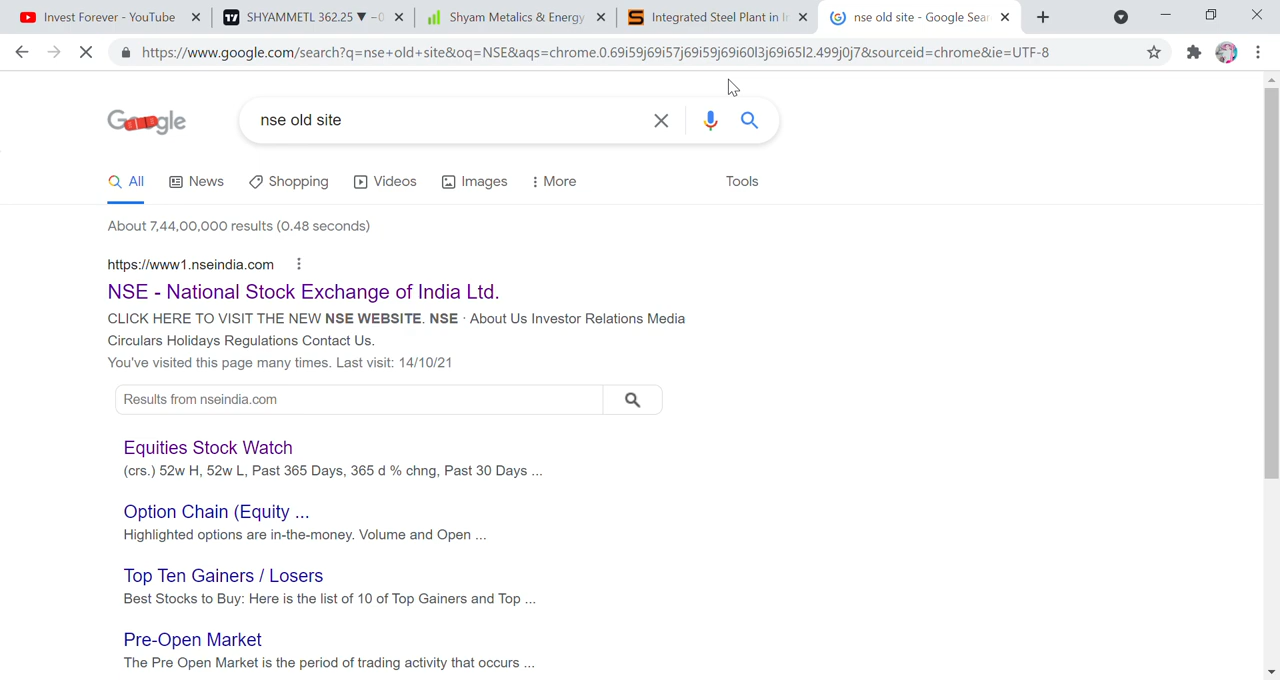 Invest Forever - YouTube
SHYAMMETL 362.25 ▼ −0
Shyam Metalics & Energy
Integrated Steel Plant in I
nse old site - Google Sear
https://www.google.com/search?q=nse+old+site&oq=NSE&aqs=chrome.0.69i59j69i57j69i59j69i60l3j69i65l2.499j0j7&sourceid=chrome&ie=UTF-8
Google
nse old site
All
News
Shopping
Videos
Images
More
Tools
About 7,44,00,000 results (0.48 seconds)
https://www1.nseindia.com
NSE - National Stock Exchange of India Ltd.
CLICK HERE TO VISIT THE NEW NSE WEBSITE. NSE · About Us Investor Relations Media
Circulars Holidays Regulations Contact Us.
You've visited this page many times. Last visit: 14/10/21
Results from nseindia.com
Equities Stock Watch
(crs.) 52w H, 52w L, Past 365 Days, 365 d % chng, Past 30 Days ...
Option Chain (Equity ...
Highlighted options are in-the-money. Volume and Open ...
Top Ten Gainers / Losers
Best Stocks to Buy: Here is the list of 10 of Top Gainers and Top ...
Pre-Open Market
The Pre Open Market is the period of trading activity that occurs ...